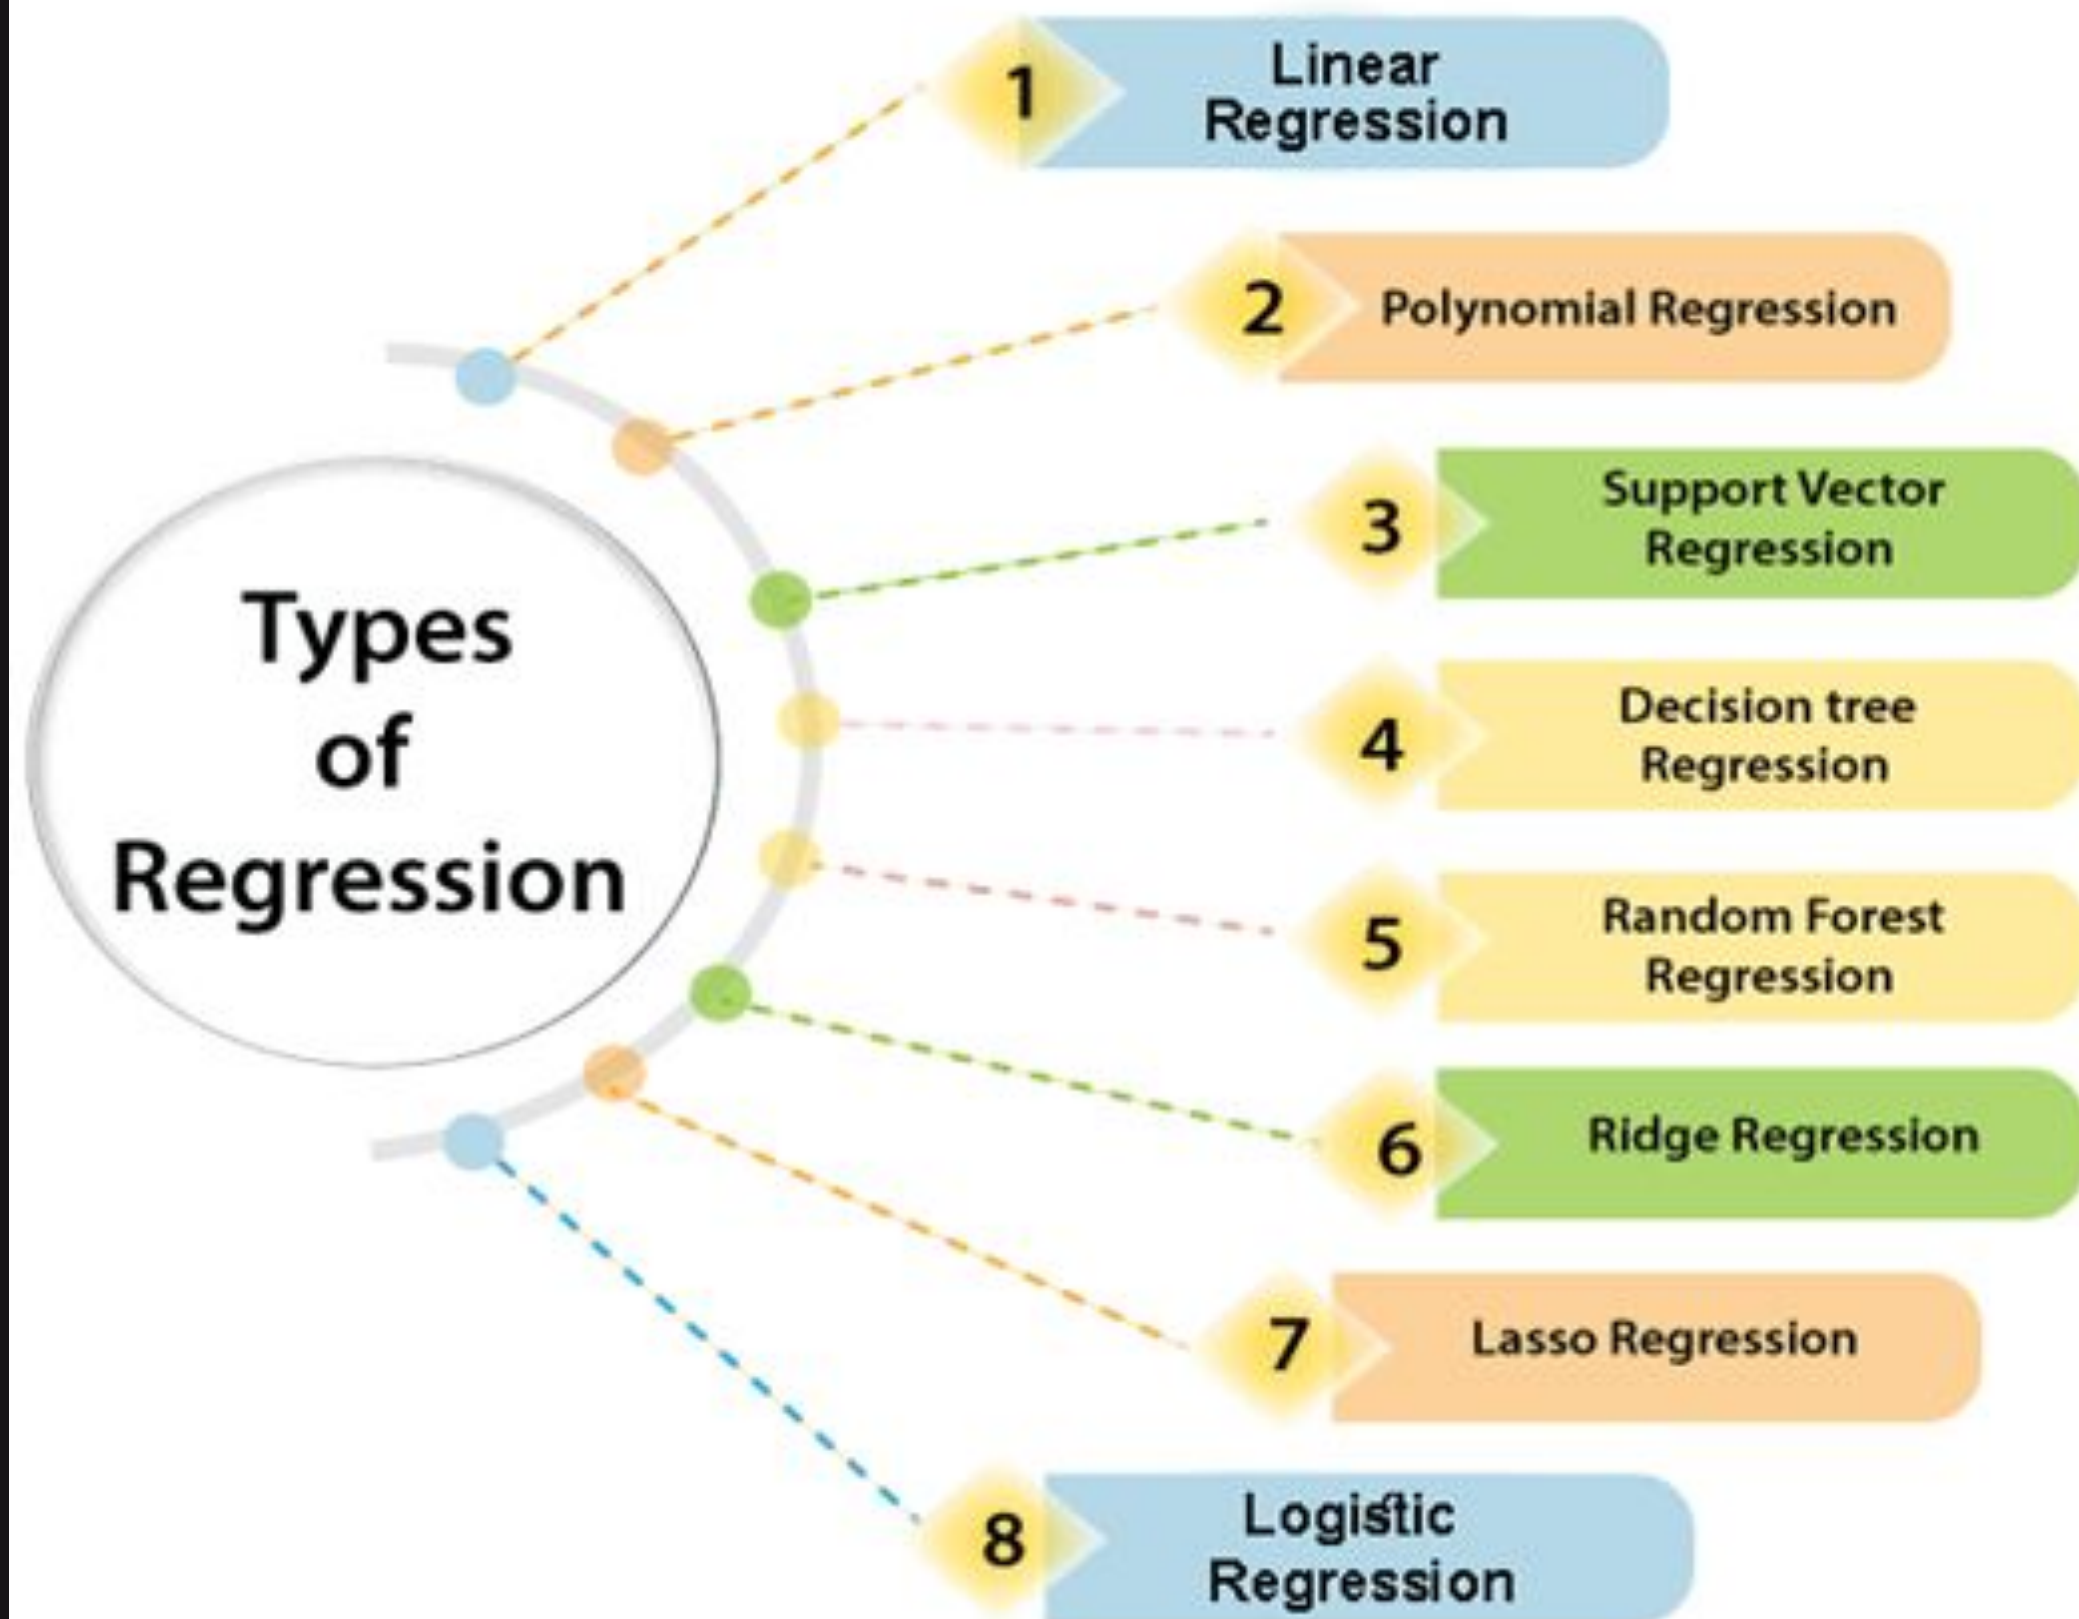 Types
of
Regression
1
Linear
Regression
2
Polynomial Regression
3
Support Vector
Regression
4
Decision tree
Regression
5
Random Forest
Regression
6
Ridge Regression
7
Lasso Regression
8
Logistic
Regression